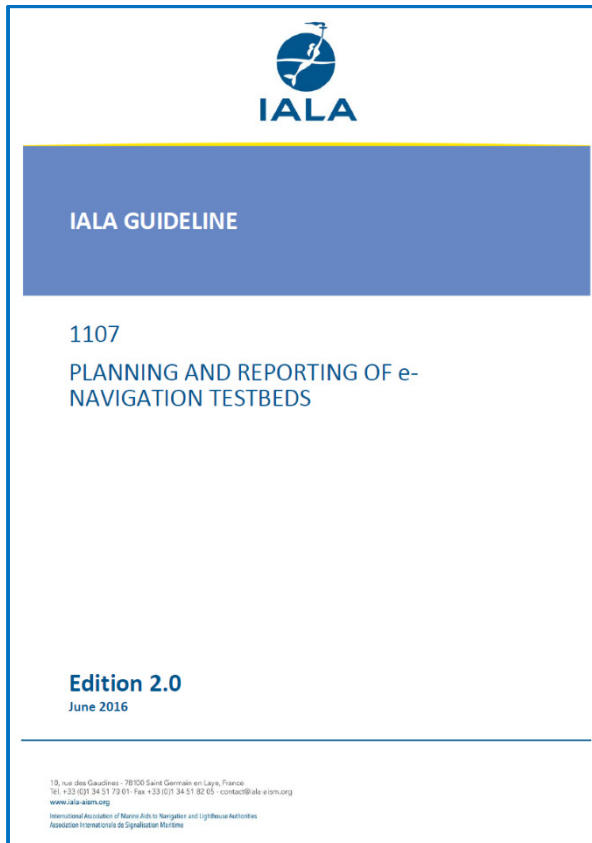 IALA
IALA GUIDELINE
1107
PLANNING AND REPORTING OF e-
NAVIGATION TESTBEDS
Edition 2.0
June 2016
10, rue des Gaudines - 78100 Saint Germain en Laye, France
Tél. +33 (0)1 34 51 70 01- Fax +33 (0)1 34 51 82 05 - contact@iala-aism.org
www.iala-aism.org
International Association of Marine Aids to Navigation and Lighthouse Authorities
Association Internationale de Signalisation Maritime